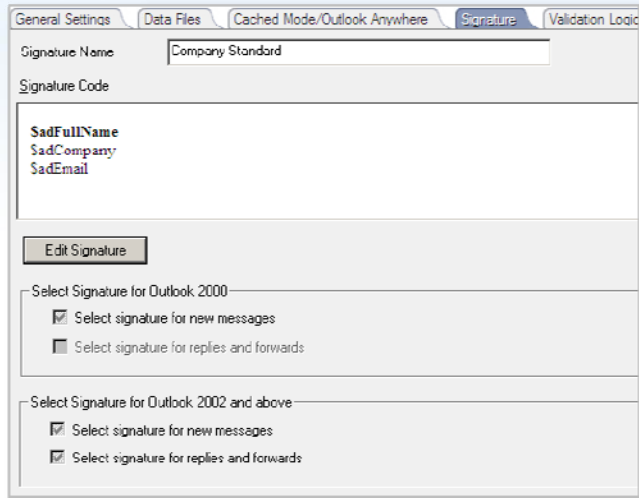 General Settings Data Files Cached Mode/Outlook Anywhere Signature Validation Logic
Signature Name Company Standard
Signature Code
$adFullName
$adCompany
$adEmail
Edit Signature
Select Signature for Outlook 2000
Select signature for new messages
Select signature for replies and forwards
Select Signature for Outlook 2002 and above
Select signature for new messages
Select signature for replies and forwards